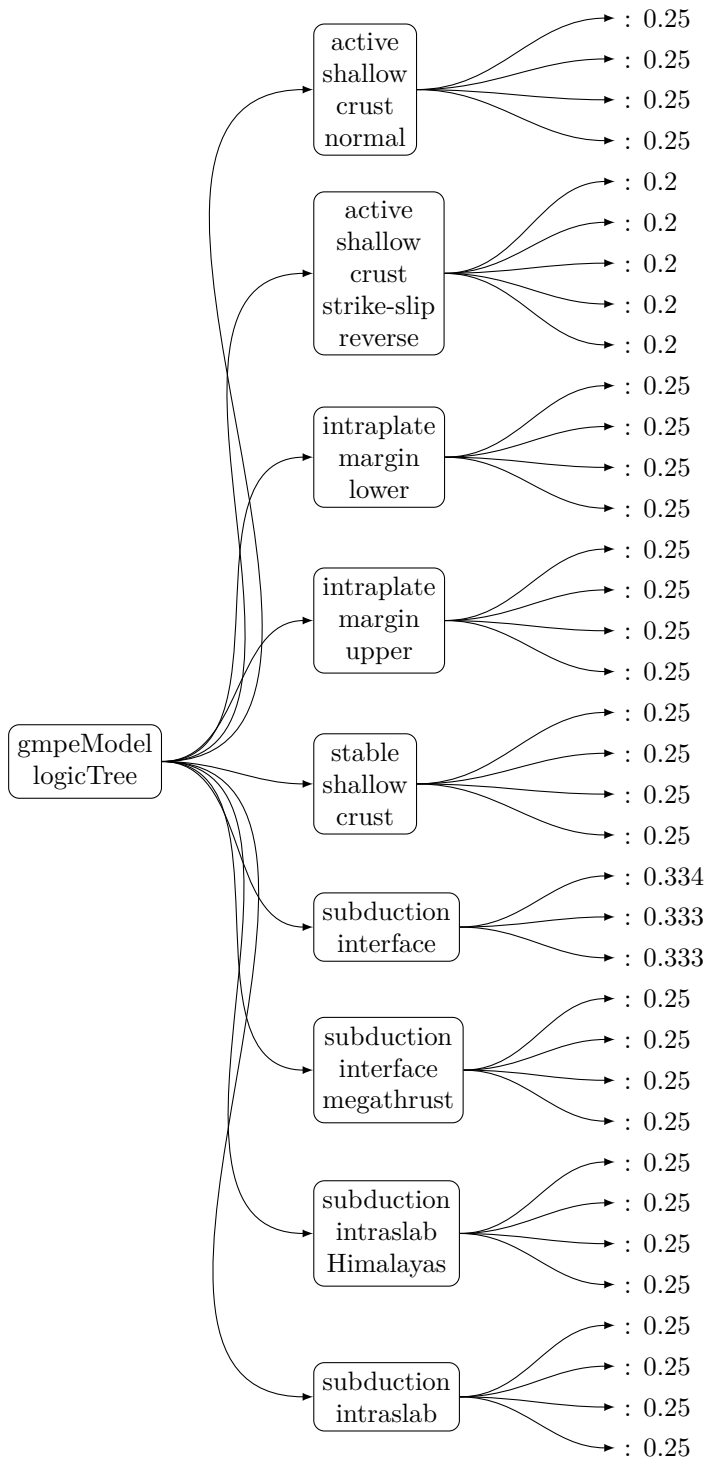 active
shallow
crust
normal
: 0.25
: 0.25
: 0.25
: 0.25
active
shallow
crust
strike-slip
reverse
: 0.2
: 0.2
: 0.2
: 0.2
: 0.2
intraplate
margin
lower
: 0.25
: 0.25
: 0.25
: 0.25
intraplate
margin
upper
: 0.25
: 0.25
: 0.25
: 0.25
gmpeModel
logicTree
stable
shallow
crust
: 0.25
: 0.25
: 0.25
: 0.25
subduction
interface
: 0.334
: 0.333
: 0.333
subduction
interface
megathrust
: 0.25
: 0.25
: 0.25
: 0.25
subduction
intraslab
Himalayas
: 0.25
: 0.25
: 0.25
: 0.25
subduction
intraslab
: 0.25
: 0.25
: 0.25
: 0.25